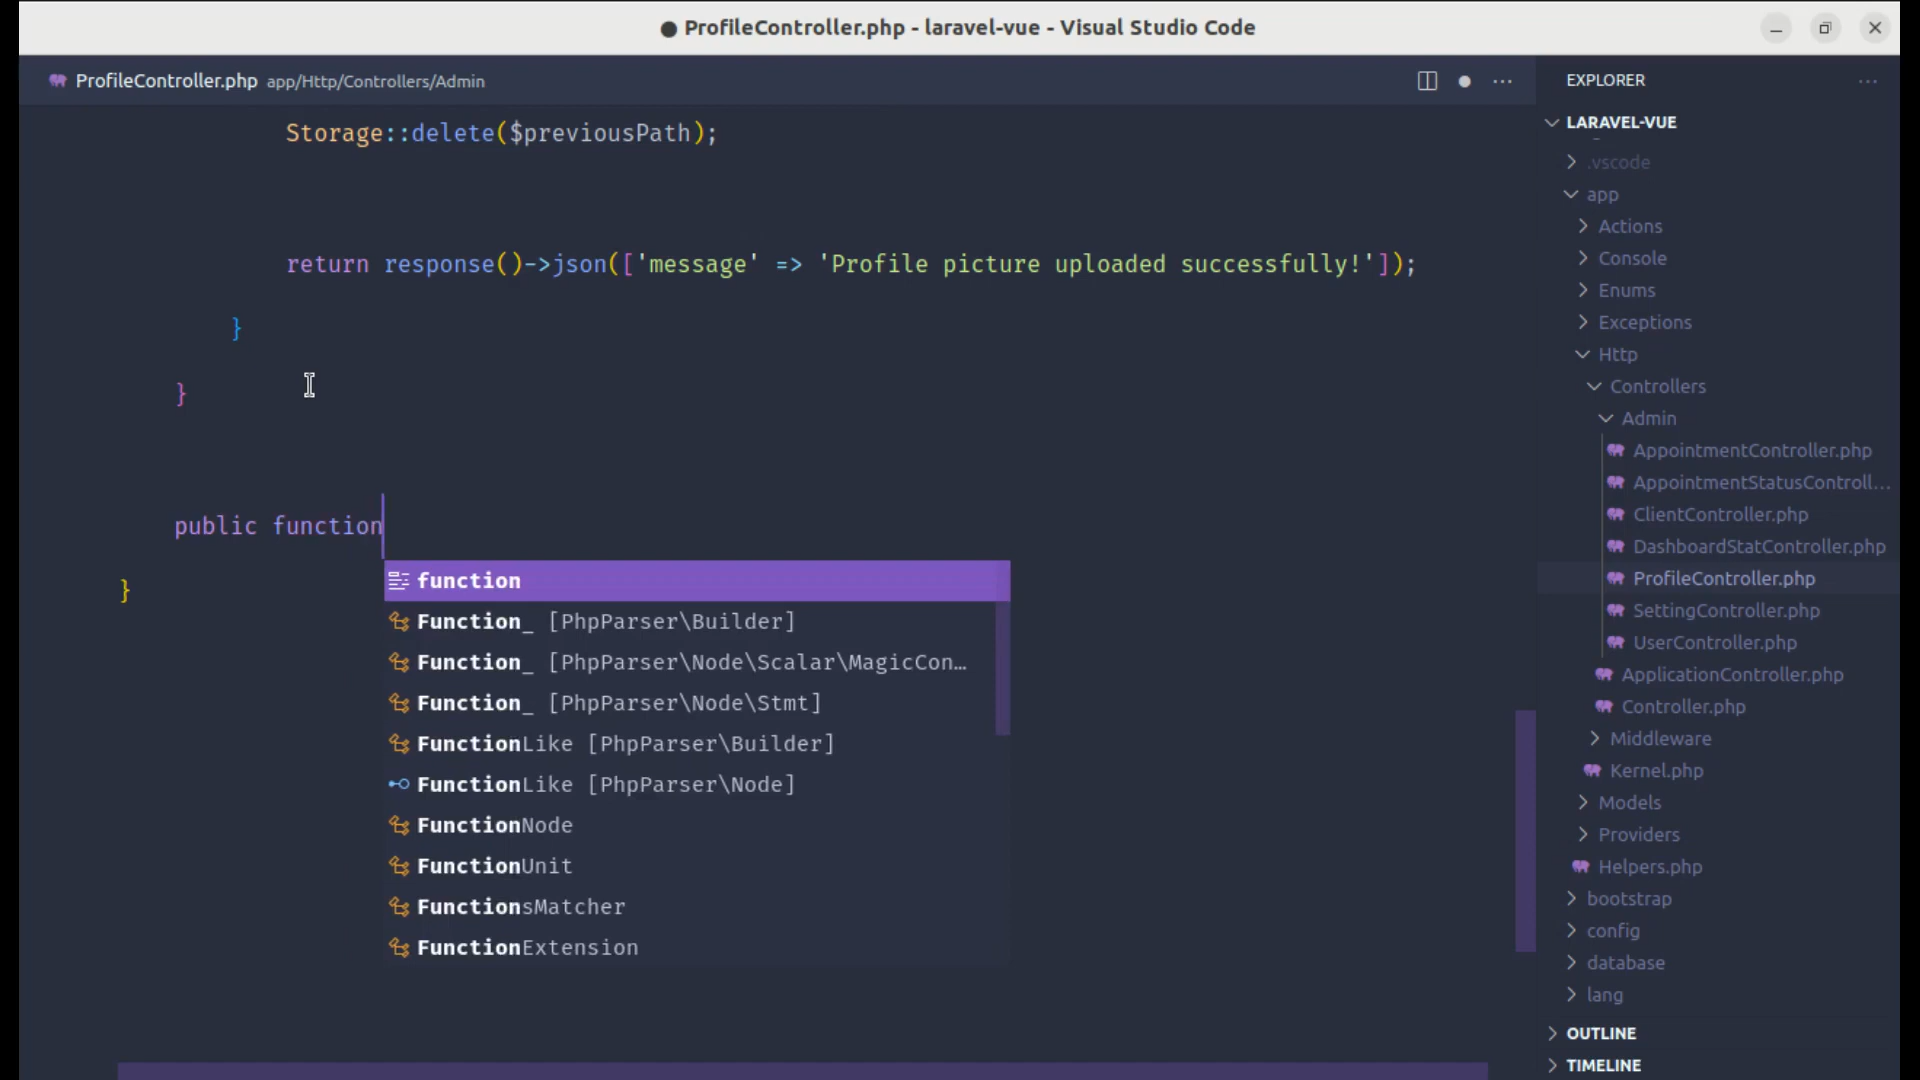 ● ProfileController.php - laravel-vue - Visual Studio Code
ProfileController.php app/Http/Controllers/Admin
Storage::delete($previousPath);
return response()->json(['message' => 'Profile picture uploaded successfully!']);
}
}
public function
}
function
Function_ [PhpParser\Builder]
Function_ [PhpParser\Node\Scalar\MagicCon…
Function_ [PhpParser\Node\Stmt]
FunctionLike [PhpParser\Builder]
FunctionLike [PhpParser\Node]
FunctionNode
FunctionUnit
FunctionsMatcher
FunctionExtension
EXPLORER
LARAVEL-VUE
.vscode
app
Actions
Console
Enums
Exceptions
Http
Controllers
Admin
AppointmentController.php
AppointmentStatusControll...
ClientController.php
DashboardStatController.php
ProfileController.php
SettingController.php
UserController.php
ApplicationController.php
Controller.php
Middleware
Kernel.php
Models
Providers
Helpers.php
bootstrap
config
database
lang
OUTLINE
TIMELINE